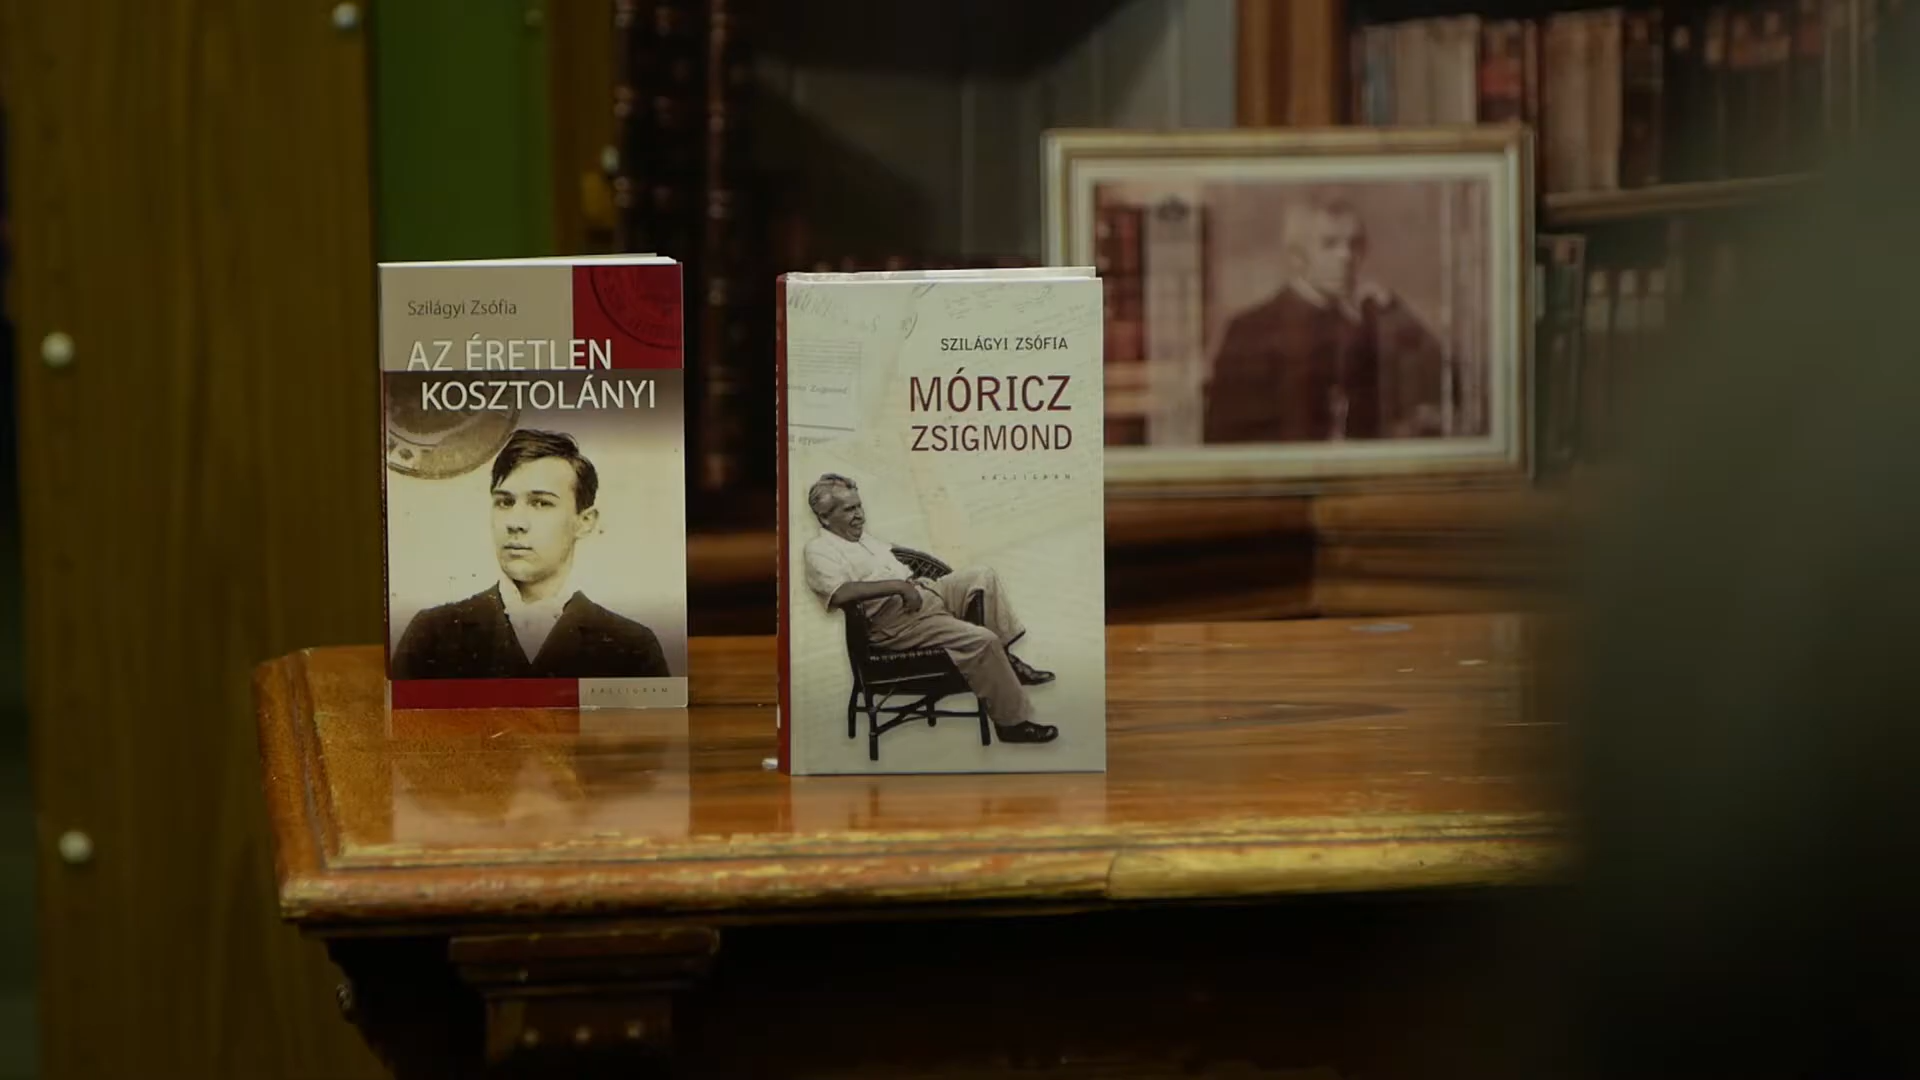 Szilágyi Zsófia
AZ ÉRETLEN
KOSZTOLÁNYI
KALLIGRAM
SZILÁGYI ZSÓFIA
MÓRICZ
ZSIGMOND
KALLIGRAM